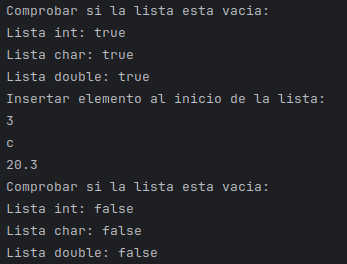 Comprobar si la lista esta vacia:
Lista int: true
Lista char: true
Lista double: true
Insertar elemento al inicio de la lista:
3
c
20.3
Comprobar si la lista esta vacia:
Lista int: false
Lista char: false
Lista double: false